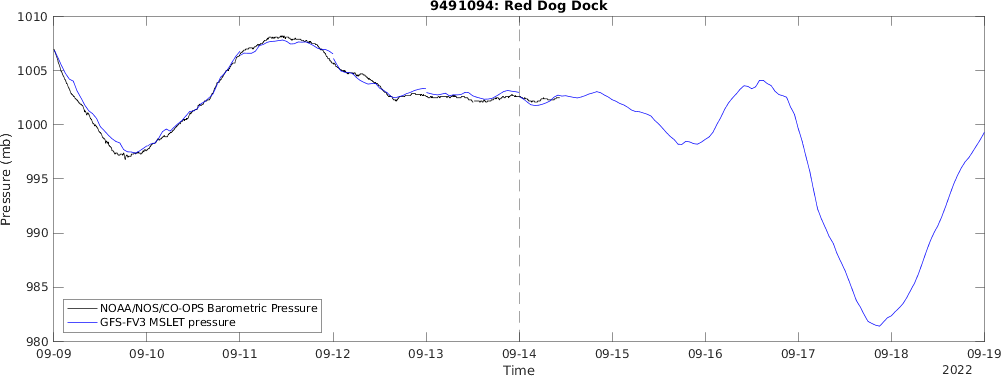 9491094: Red Dog Dock
1010
1005
1000
995
990
985
980
Pressure (mb)
NOAA/NOS/CO-OPS Barometric Pressure
GFS-FV3 MSLET pressure
09-09 09-10 09-11 09-12 09-13 09-14 09-15 09-16 09-17 09-18 09-19
Time
2022